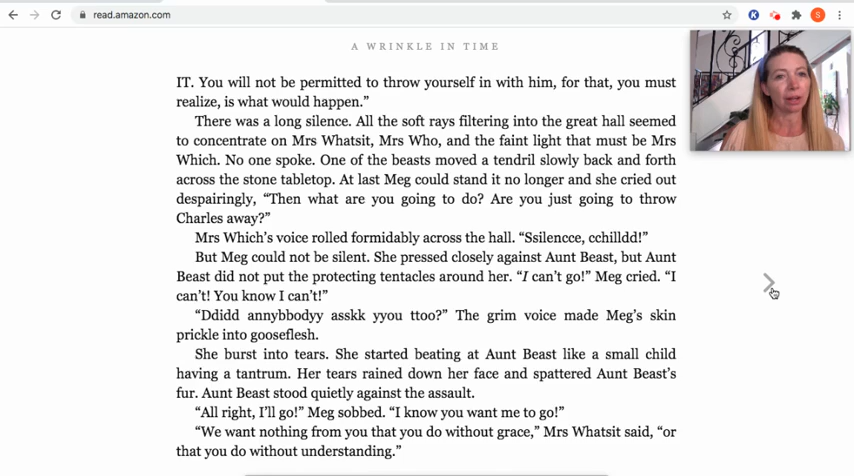 read.amazon.com
S
A WRINKLE IN TIME
IT. You will not be permitted to throw yourself in with him, for that, you must
realize, is what would happen.”
There was a long silence. All the soft rays filtering into the great hall seemed
to concentrate on Mrs Whatsit, Mrs Who, and the faint light that must be Mrs
Which. No one spoke. One of the beasts moved a tendril slowly back and forth
across the stone tabletop. At last Meg could stand it no longer and she cried out
despairingly, “Then what are you going to do? Are you just going to throw
Charles away?”
Mrs Which’s voice rolled formidably across the hall. “Ssilencce, cchilldd!”
But Meg could not be silent. She pressed closely against Aunt Beast, but Aunt
Beast did not put the protecting tentacles around her. “I can’t go!” Meg cried. “I
can’t! You know I can’t!”
“Ddidd annybbodyy asskk yyou ttoo?” The grim voice made Meg’s skin
prickle into gooseflesh.
She burst into tears. She started beating at Aunt Beast like a small child
having a tantrum. Her tears rained down her face and spattered Aunt Beast’s
fur. Aunt Beast stood quietly against the assault.
“All right, I’ll go!” Meg sobbed. “I know you want me to go!”
“We want nothing from you that you do without grace,” Mrs Whatsit said, “or
that you do without understanding.”